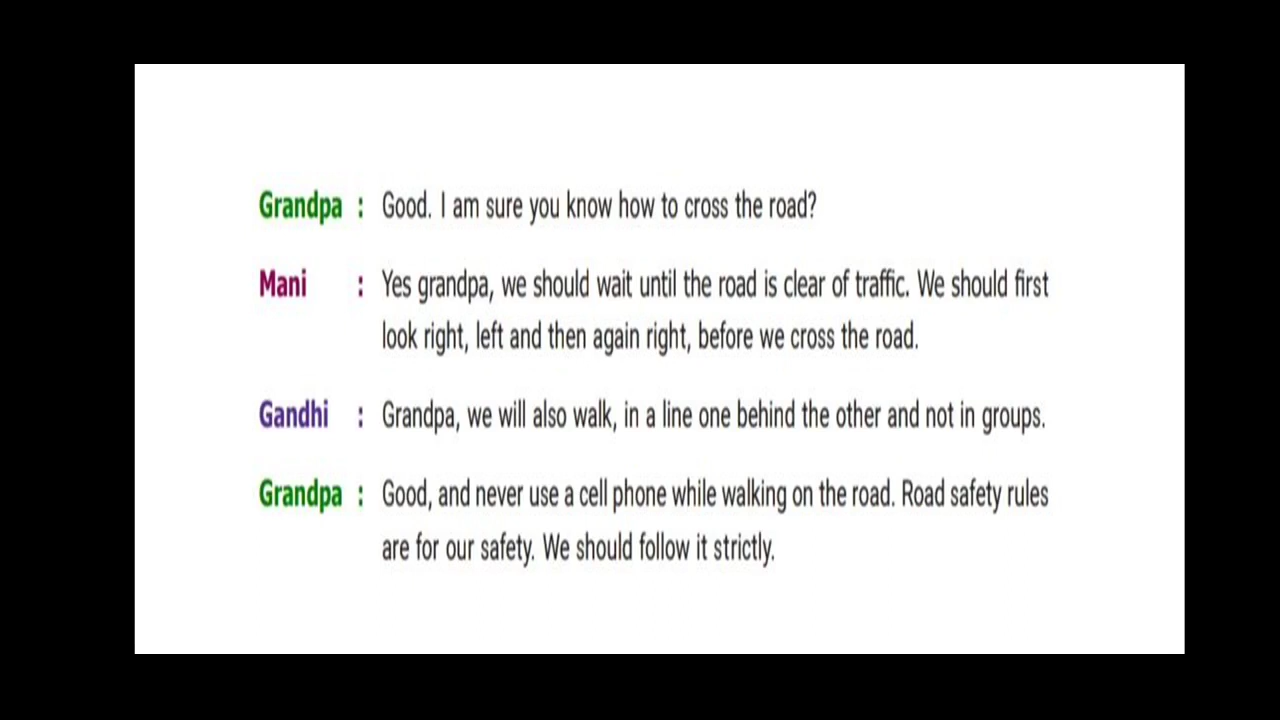 Grandpa : Good. I am sure you know how to cross the road?
Mani : Yes grandpa, we should wait until the road is clear of traffic. We should first
look right, left and then again right, before we cross the road.
Gandhi : Grandpa, we will also walk, in a line one behind the other and not in groups.
Grandpa : Good, and never use a cell phone while walking on the road. Road safety rules
are for our safety. We should follow it strictly.